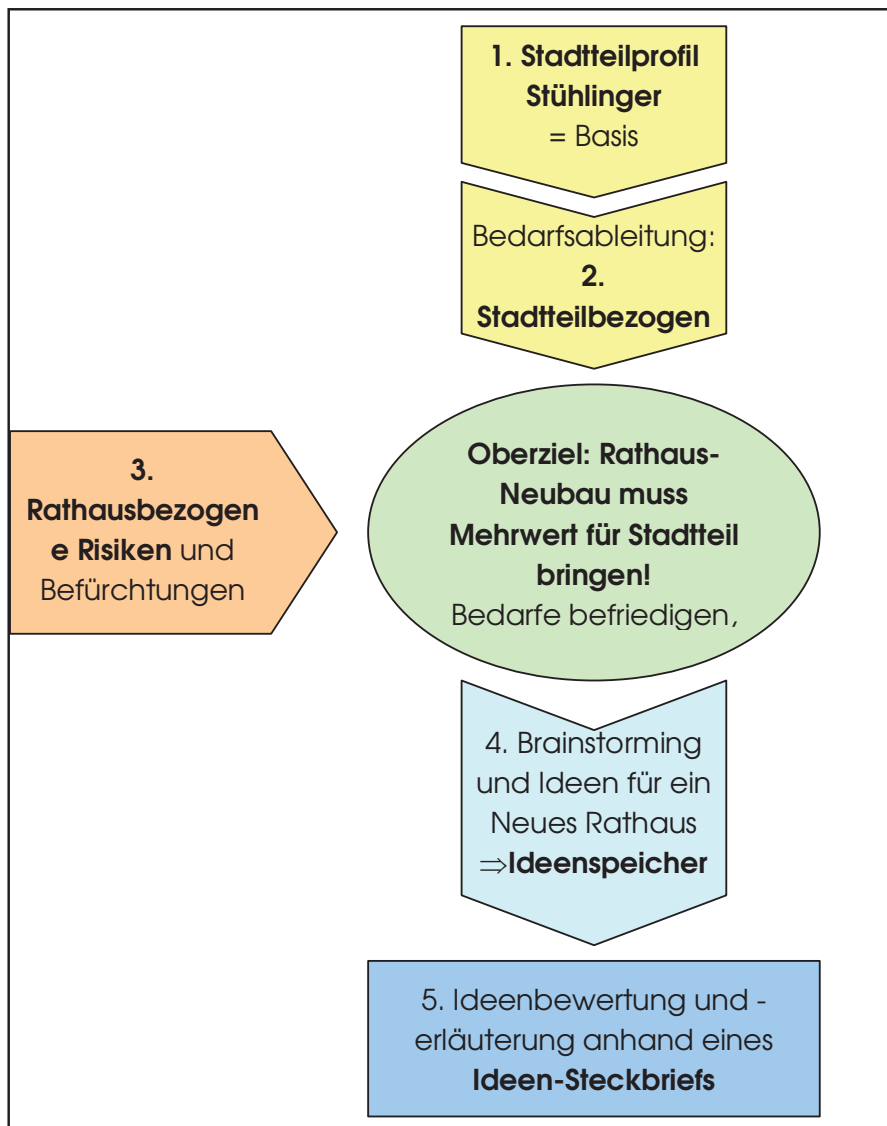 1. Stadtteilprofil
Stühlinger
= Basis
Bedarfsableitung:
2.
Stadtteilbezogen
3.
Rathausbezogen
e Risiken und
Befürchtungen
Oberziel: Rathaus-
Neubau muss
Mehrwert für Stadtteil
bringen!
Bedarfe befriedigen,
4. Brainstorming
und Ideen für ein
Neues Rathaus
⇒Ideenspeicher
5. Ideenbewertung und -
erläuterung anhand eines
Ideen-Steckbriefs